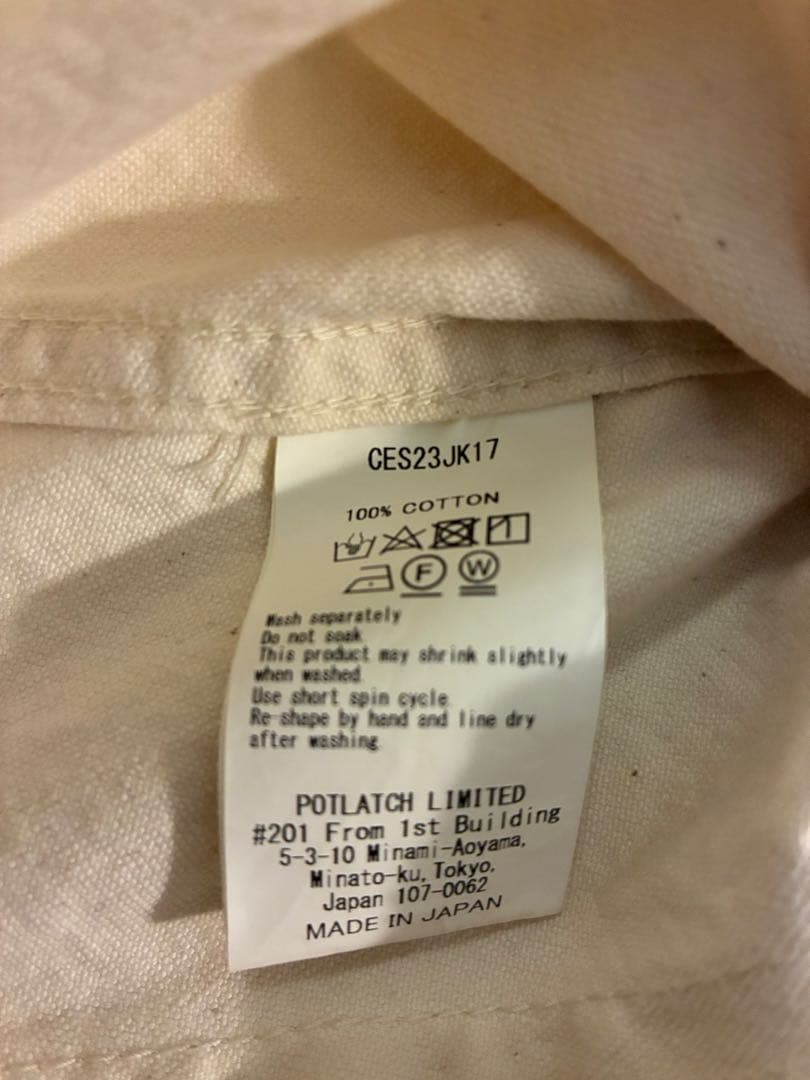 CES23JK17
100% COTTON
F W
Wash separately
Do not soak
This product may shrink slightly
when washed
Use short spin cycle
Re-shape by hand and line dry
after washing
POTLATCH LIMITED
#201 From 1st Building
5-3-10 Minami-Aoyama,
Minato-ku, Tokyo,
Japan 107-0062
MADE IN JAPAN